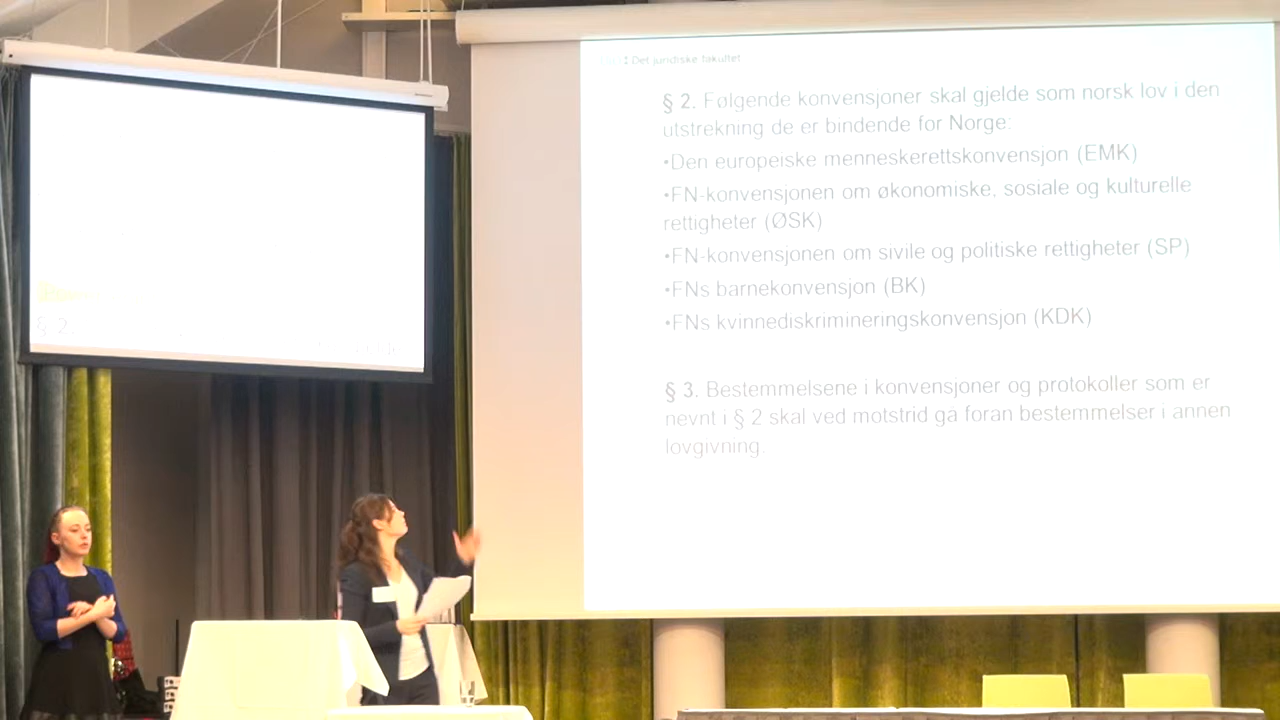 Det juridiske fakultet
§ 2. Følgende konvensjoner skal gjelde som norsk lov i den
utstrekning de er bindende for Norge:
•Den europeiske menneskerettskonvensjon (EMK)
•FN-konvensjonen om økonomiske, sosiale og kulturelle
rettigheter (ØSK)
•FN-konvensjonen om sivile og politiske rettigheter (SP)
•FNs barnekonvensjon (BK)
•FNs kvinnediskrimineringskonvensjon (KDK)
§ 3. Bestemmelsene i konvensjoner og protokoller som er
nevnt i § 2 skal ved motstrid gå foran bestemmelser i annen
lovgivning.
§ 2.